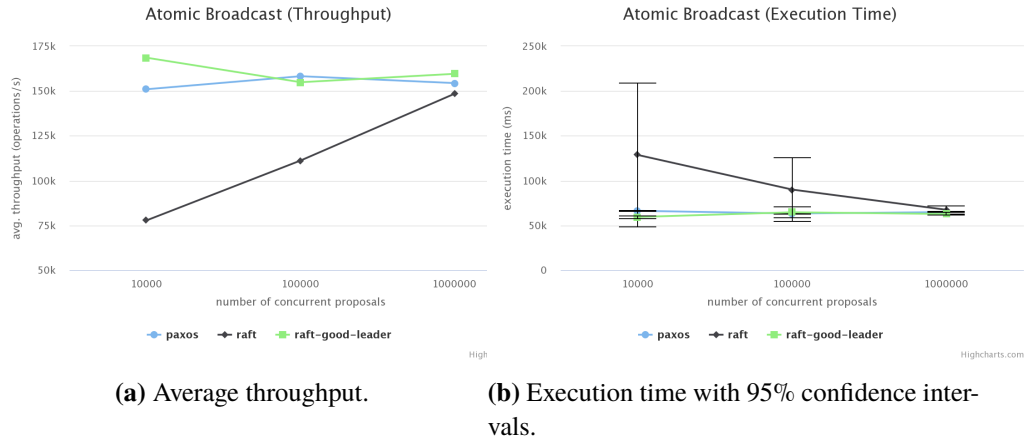 Atomic Broadcast (Throughput)
175k
150k
125k
100k
75k
50k
avg. throughput (operations/s)
10000 100000 1000000
number of concurrent proposals
paxos raft raft-good-leader
High
(a) Average throughput.
Atomic Broadcast (Execution Time)
250k
200k
150k
100k
50k
0
execution time (ms)
10000 100000 1000000
number of concurrent proposals
paxos raft raft-good-leader
Highcharts.com
(b) Execution time with 95% confidence inter-
vals.